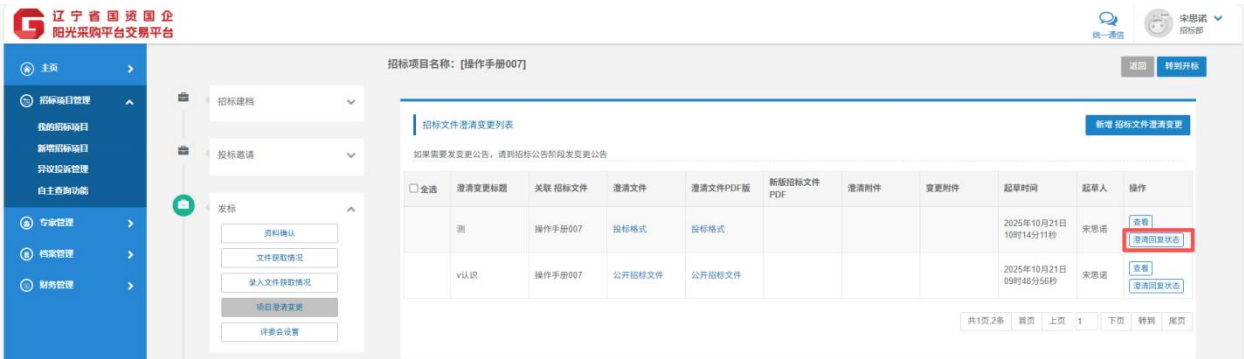 辽宁省国资国企
阳光采购平台交易平台
统一通信
宋思诺
招标部
主页
招标项目管理
我的招标项目
新增招标项目
异议投诉管理
自主查询功能
专家管理
档案管理
财务管理
招标建档
投标邀请
发标
资料确认
文件获取情况
录入文件获取情况
项目澄清变更
评委会设置
招标项目名称：[操作手册007]
返回 转到开标
招标文件澄清变更列表
新增 招标文件澄清变更
如果需要发变更公告，请到招标公告阶段发变更公告
全选 澄清变更标题 关联 招标文件 澄清文件 澄清文件PDF版 新版招标文件PDF 澄清附件 变更附件 起草时间 起草人 操作
测 操作手册007 投标格式 投标格式 2025年10月21日 10时14分11秒 宋思诺 查看 澄清回复状态
v认识 操作手册007 公开招标文件 公开招标文件 2025年10月21日 09时48分56秒 宋思诺 查看 澄清回复状态
共1页,2条 首页 上页 1 下页 转到 尾页